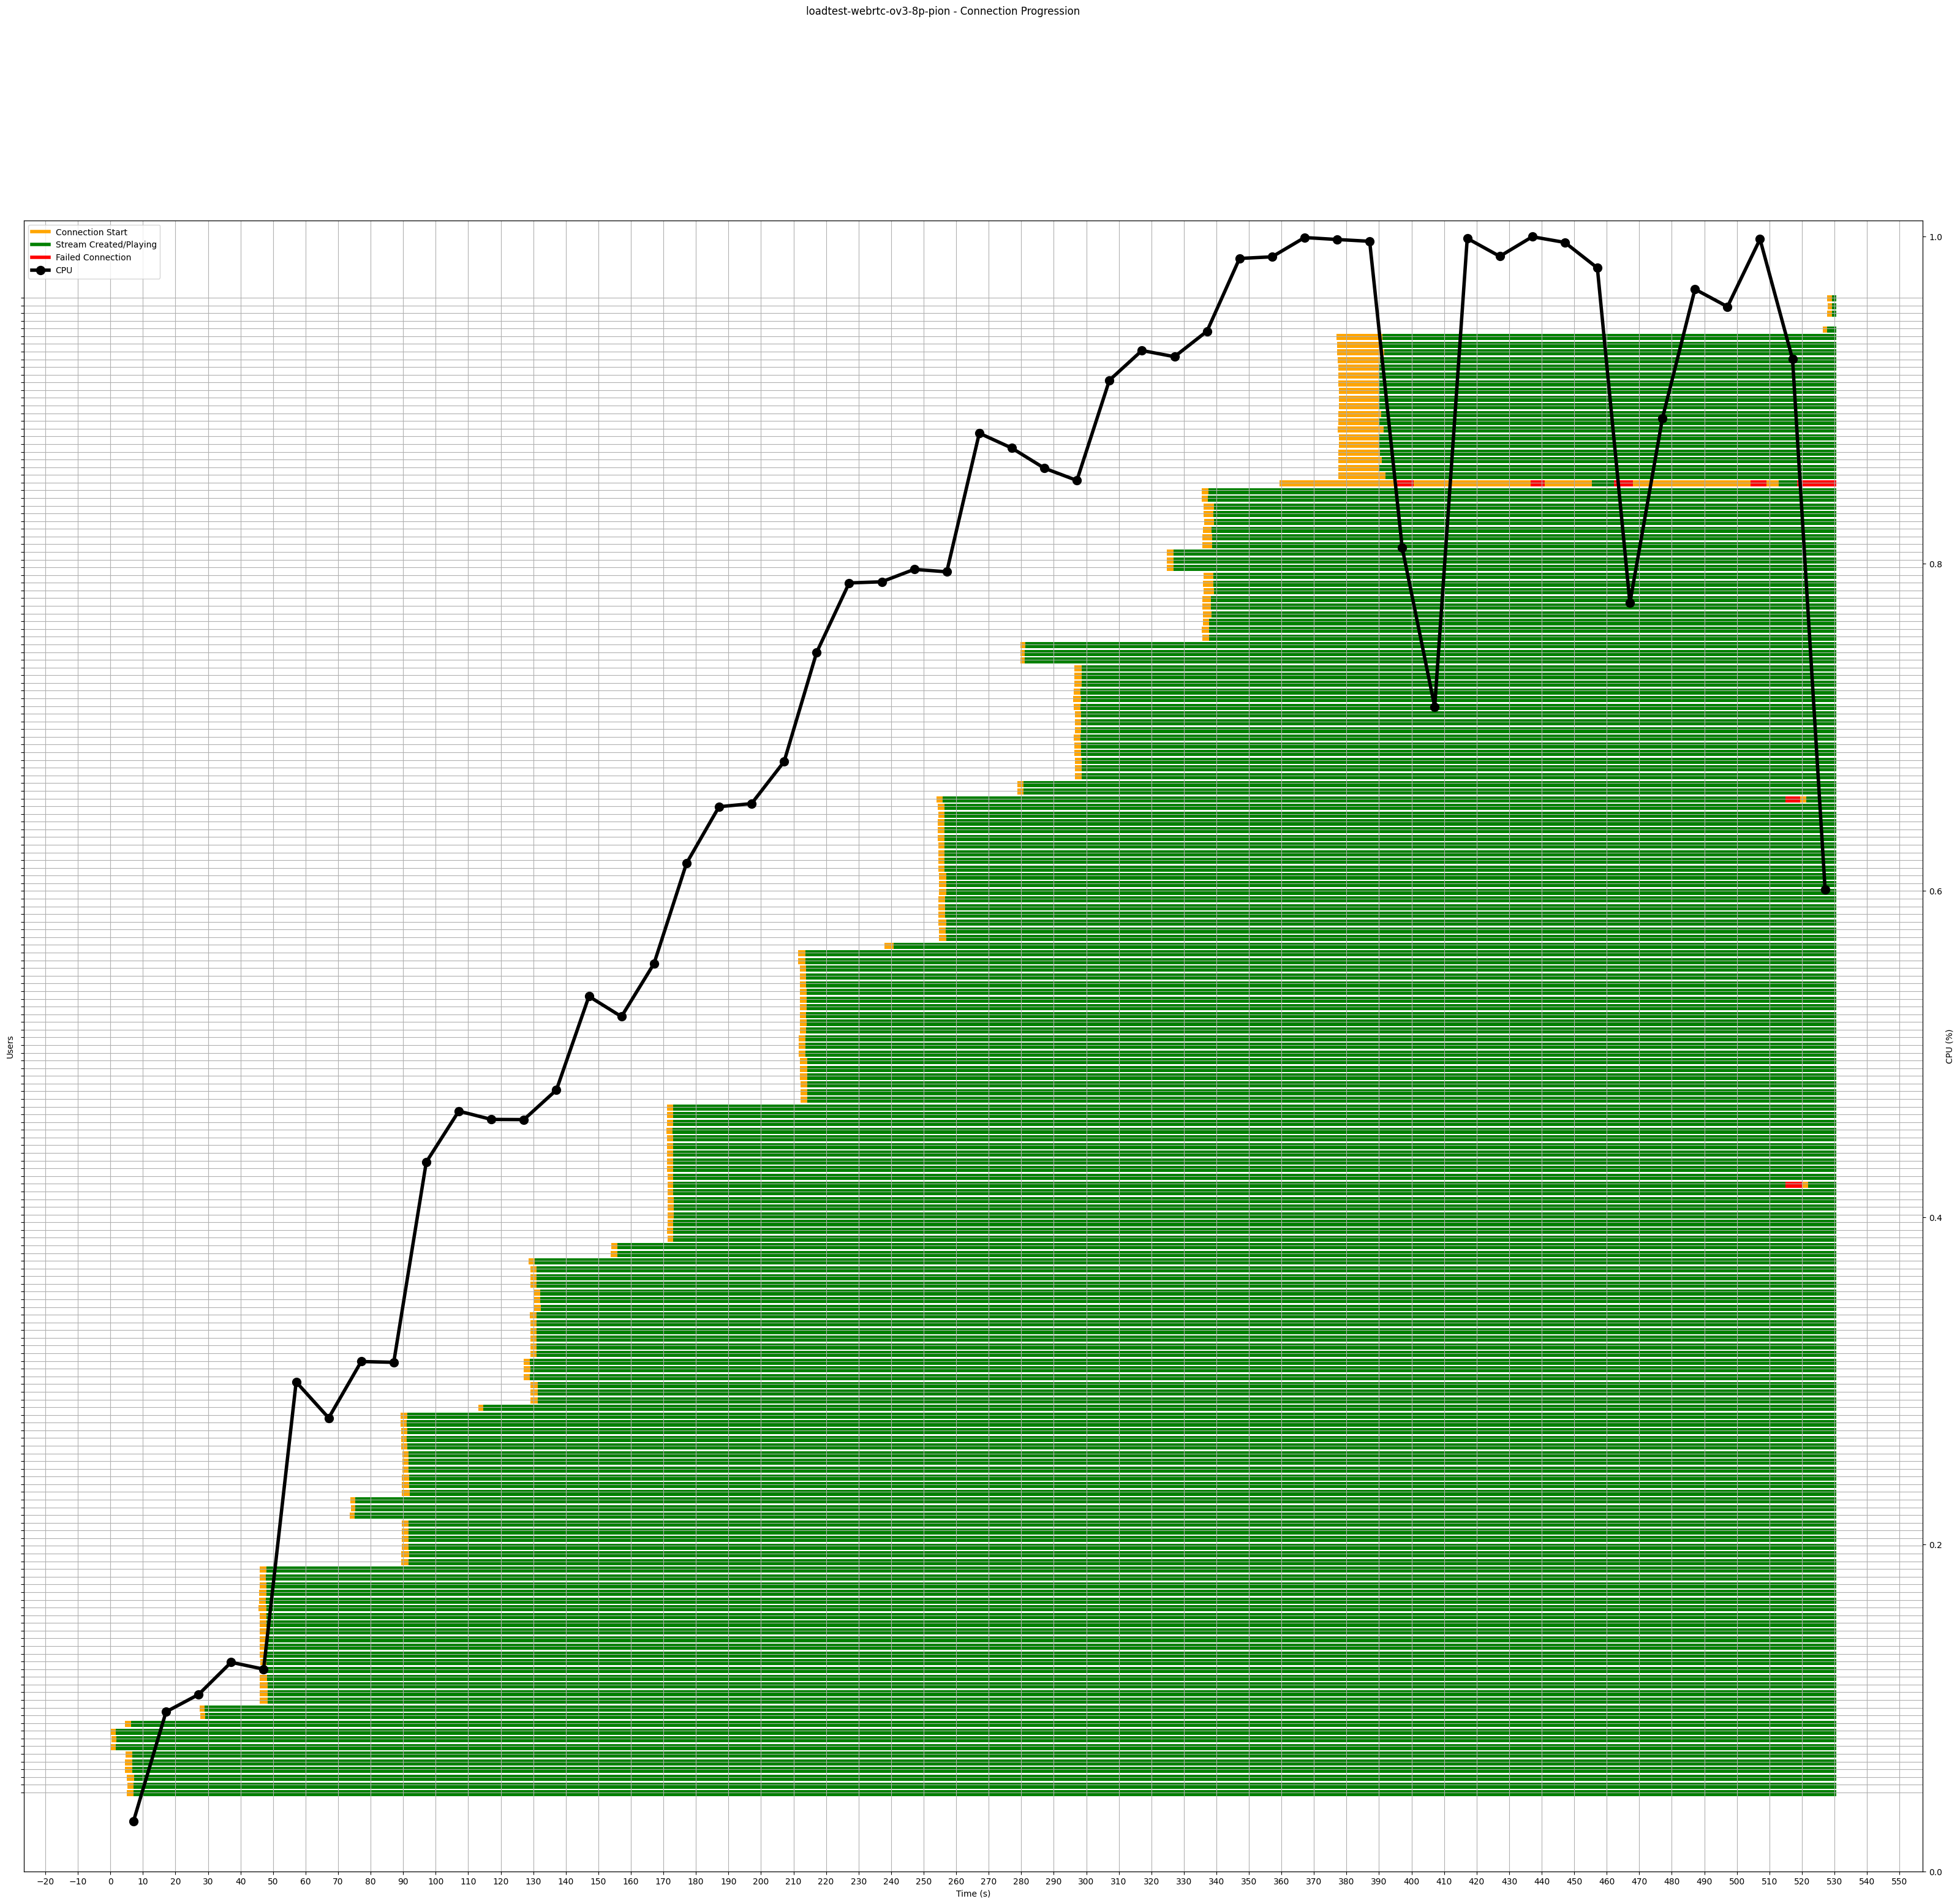 loadtest-webrtc-ov3-8p-pion - Connection Progression
Connection Start
Stream Created/Playing
Failed Connection
CPU
1.0
0.8
0.6
0.4
0.2
0.0
Users
CPU (%)
−20 −10 0 10 20 30 40 50 60 70 80 90 100 110 120 130 140 150 160 170 180 190 200 210 220 230 240 250 260 270 280 290 300 310 320 330 340 350 360 370 380 390 400 410 420 430 440 450 460 470 480 490 500 510 520 530 540 550
Time (s)